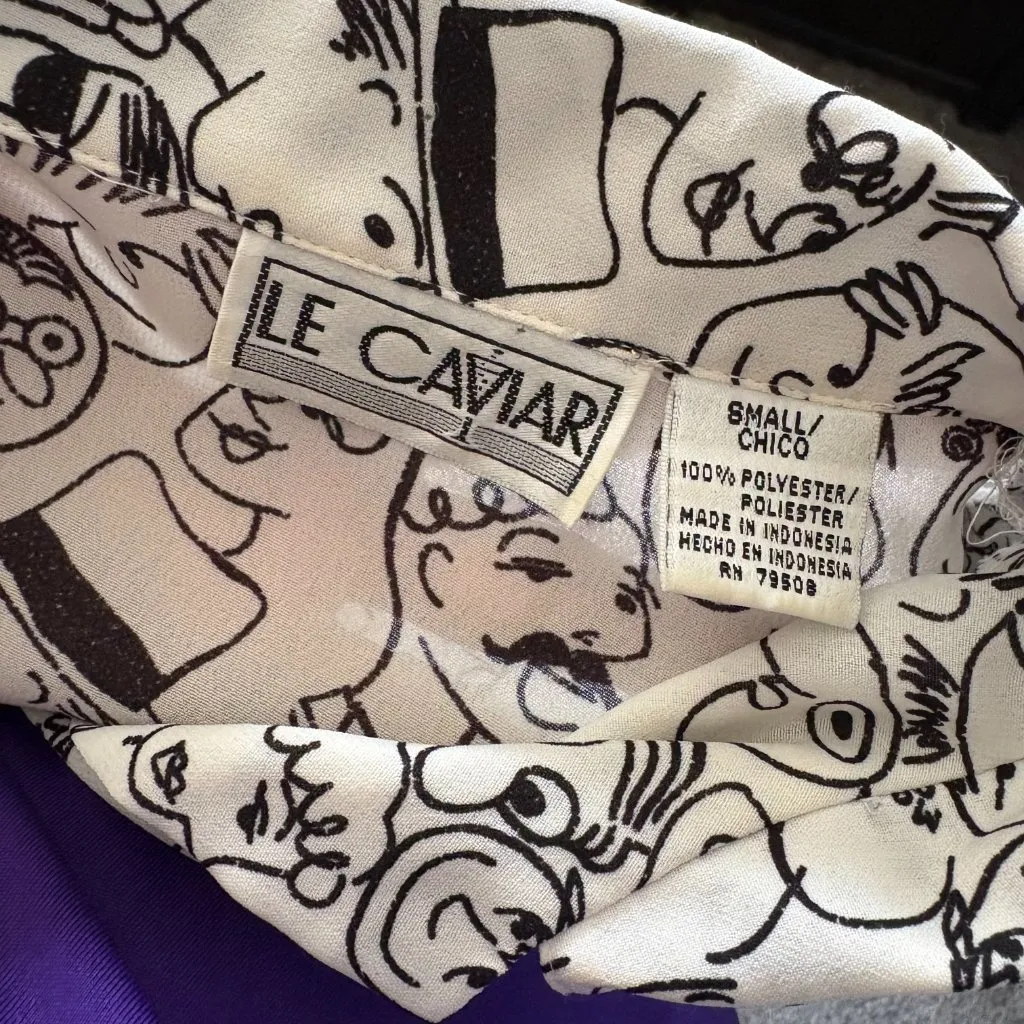 LE CAVIAR
SMALL/
CHICO
100% POLYESTER/
POLIESTER
MADE IN INDONESIA
HECHO EN INDONESIA
RN 79508